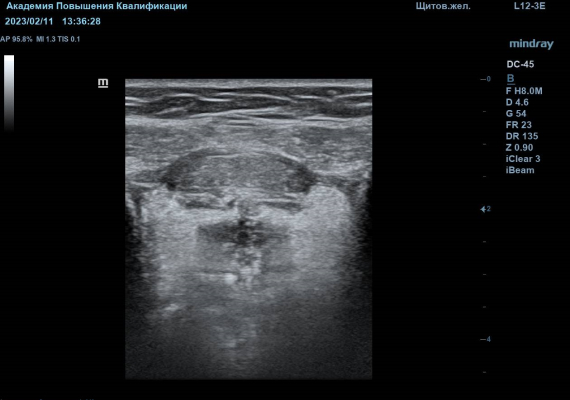 Академия Повышения Квалификации
Щитов.жел.
L12-3E
2023/02/11 13:36:28
AP 95.8% MI 1.3 TIS 0.1
mindray
DC-45
B
F H8.0M
D 4.6
G 54
FR 23
DR 135
Z 0.90
iClear 3
iBeam
m
0
2
4